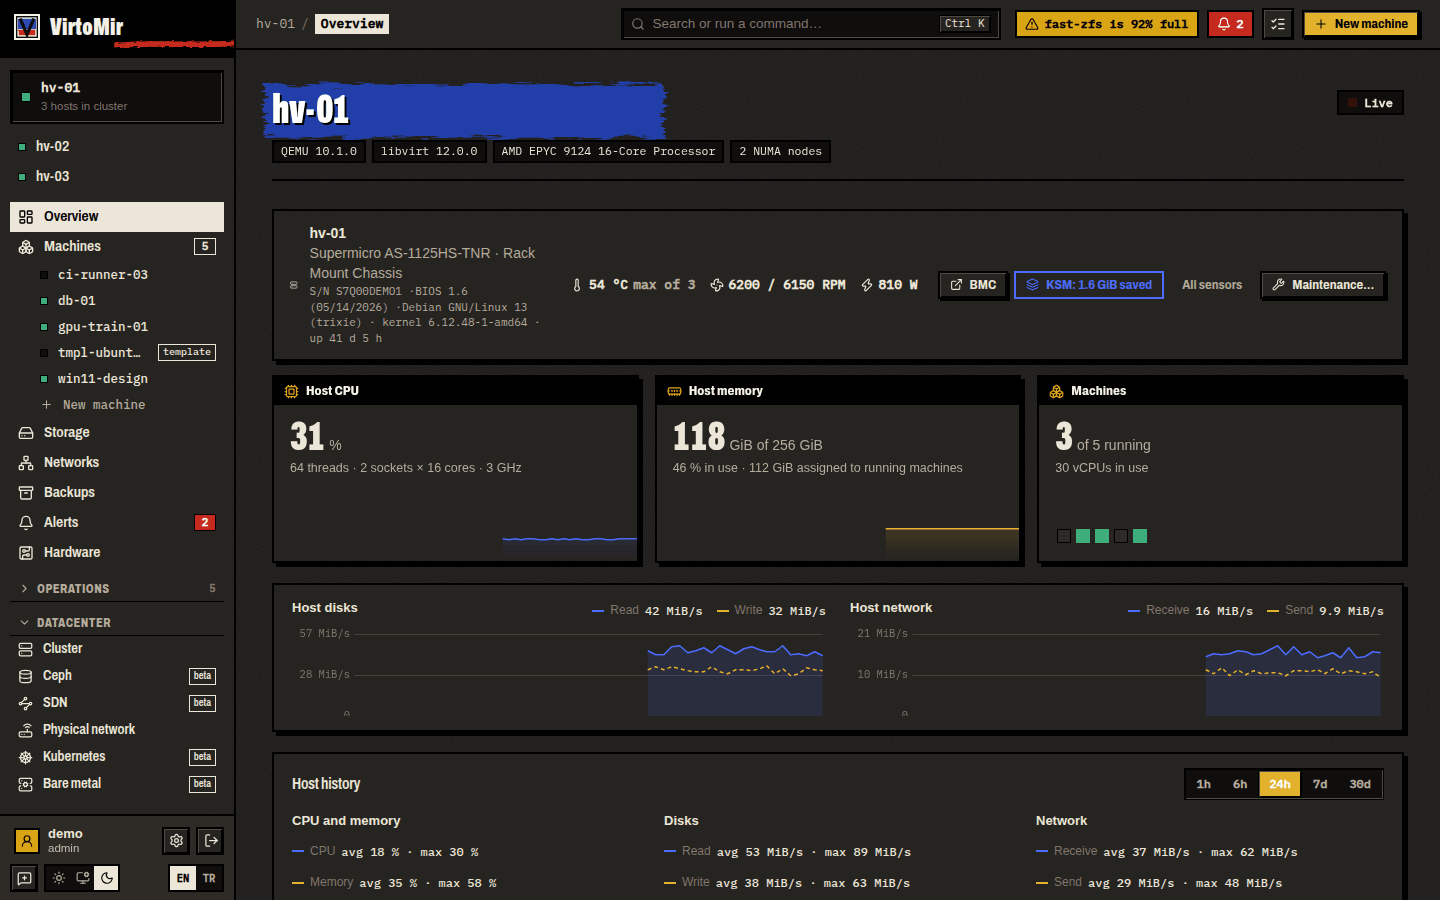 VirtoMir
hv-01 / Overview
Search or run a command… Ctrl K
fast-zfs is 92% full
2
New machine
hv-01
3 hosts in cluster
hv-02
hv-03
Overview
Machines 5
ci-runner-03
db-01
gpu-train-01
tmpl-ubunt… template
win11-design
New machine
Storage
Networks
Backups
Alerts 2
Hardware
OPERATIONS 5
DATACENTER
Cluster
Ceph beta
SDN beta
Physical network
Kubernetes beta
Bare metal beta
demo
admin
EN TR
hv-01
Live
QEMU 10.1.0 libvirt 12.0.0 AMD EPYC 9124 16-Core Processor 2 NUMA nodes
hv-01
Supermicro AS-1125HS-TNR · Rack
Mount Chassis
S/N S7Q00DEMO1 ·BIOS 1.6
(05/14/2026) ·Debian GNU/Linux 13
(trixie) · kernel 6.12.48-1-amd64 ·
up 41 d 5 h
54 °C max of 3 6200 / 6150 RPM 810 W
BMC KSM: 1.6 GiB saved All sensors Maintenance…
Host CPU
31 %
64 threads · 2 sockets × 16 cores · 3 GHz
Host memory
118 GiB of 256 GiB
46 % in use · 112 GiB assigned to running machines
Machines
3 of 5 running
30 vCPUs in use
Host disks Read 42 MiB/s Write 32 MiB/s
57 MiB/s
28 MiB/s
0
Host network Receive 16 MiB/s Send 9.9 MiB/s
21 MiB/s
10 MiB/s
0
Host history 1h 6h 24h 7d 30d
CPU and memory
CPU avg 18 % · max 30 %
Memory avg 35 % · max 58 %
Disks
Read avg 53 MiB/s · max 89 MiB/s
Write avg 38 MiB/s · max 63 MiB/s
Network
Receive avg 37 MiB/s · max 62 MiB/s
Send avg 29 MiB/s · max 48 MiB/s